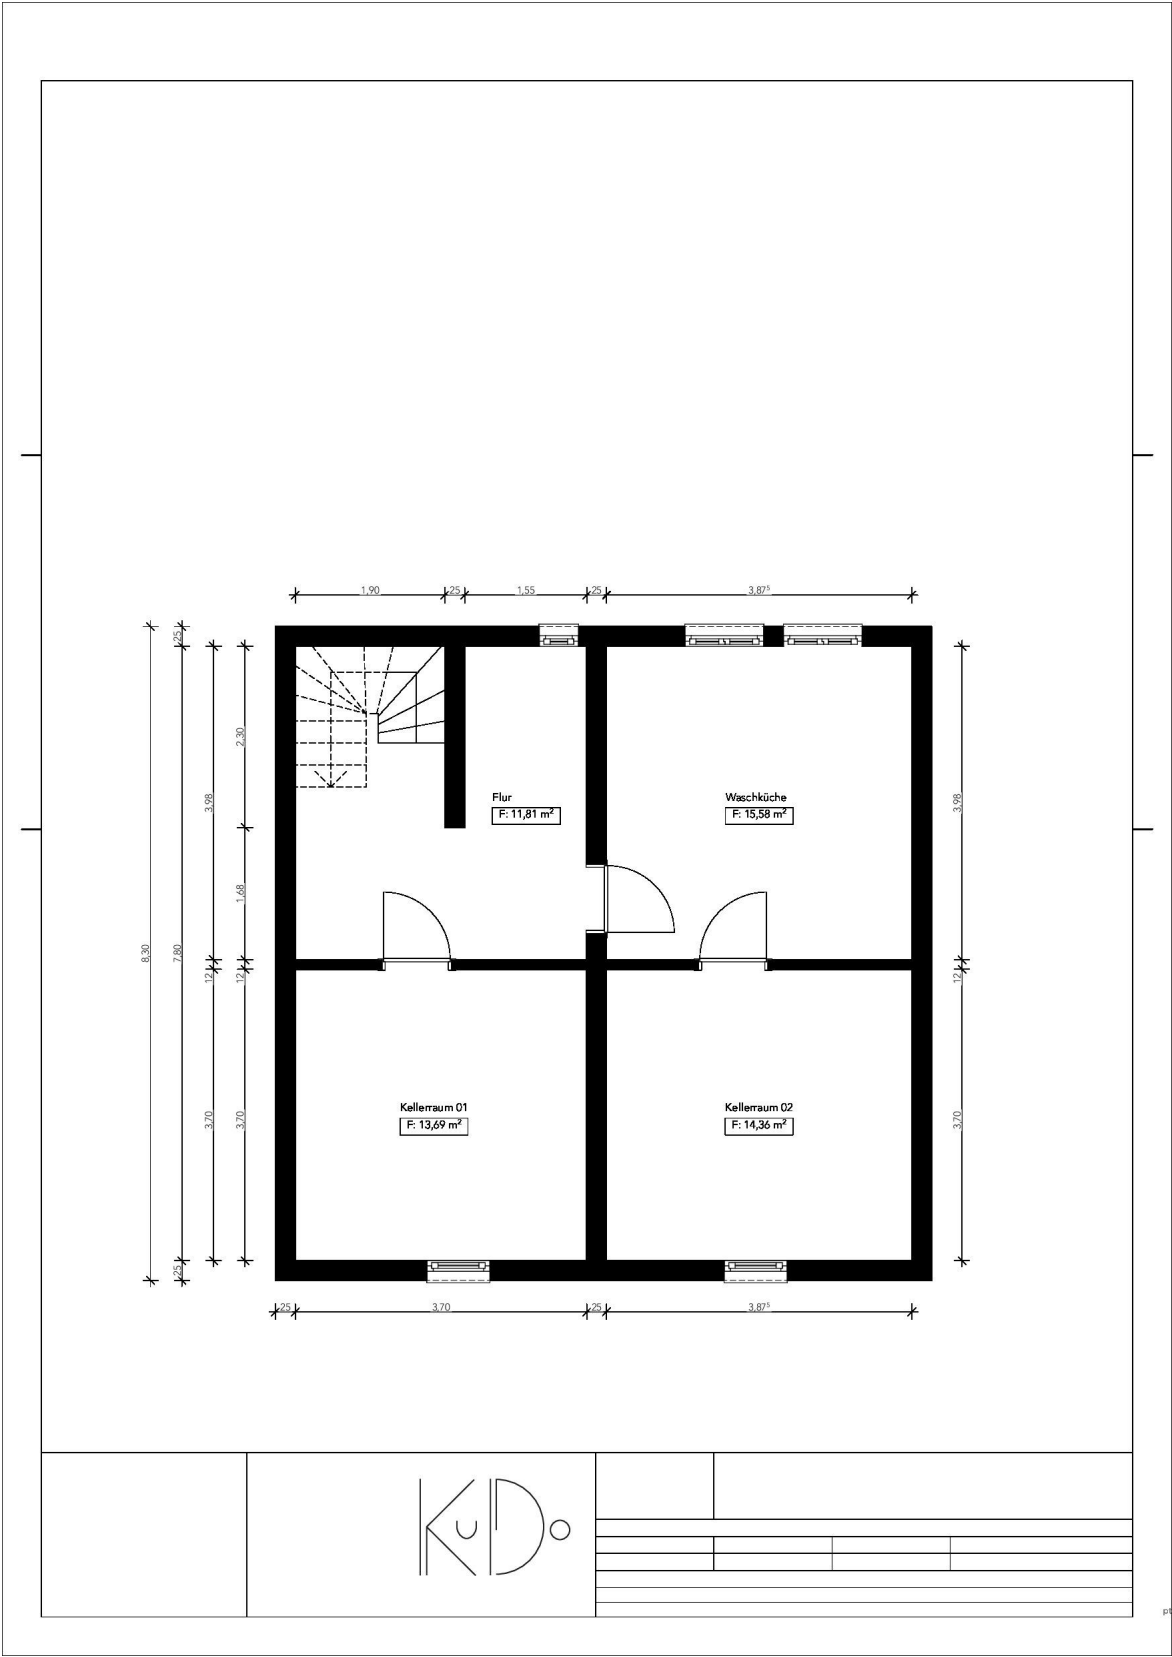 1,90
25
1,55
25
3,87⁵
25
2,30
3,98
3,98
Flur
F: 11,81 m²
Waschküche
F: 15,58 m²
1,68
8,30
7,80
12
12
12
3,70
3,70
3,70
Kellerraum 01
F: 13,69 m²
Kellerraum 02
F: 14,36 m²
25
25
3,70
25
3,87⁵
KuDo
pt